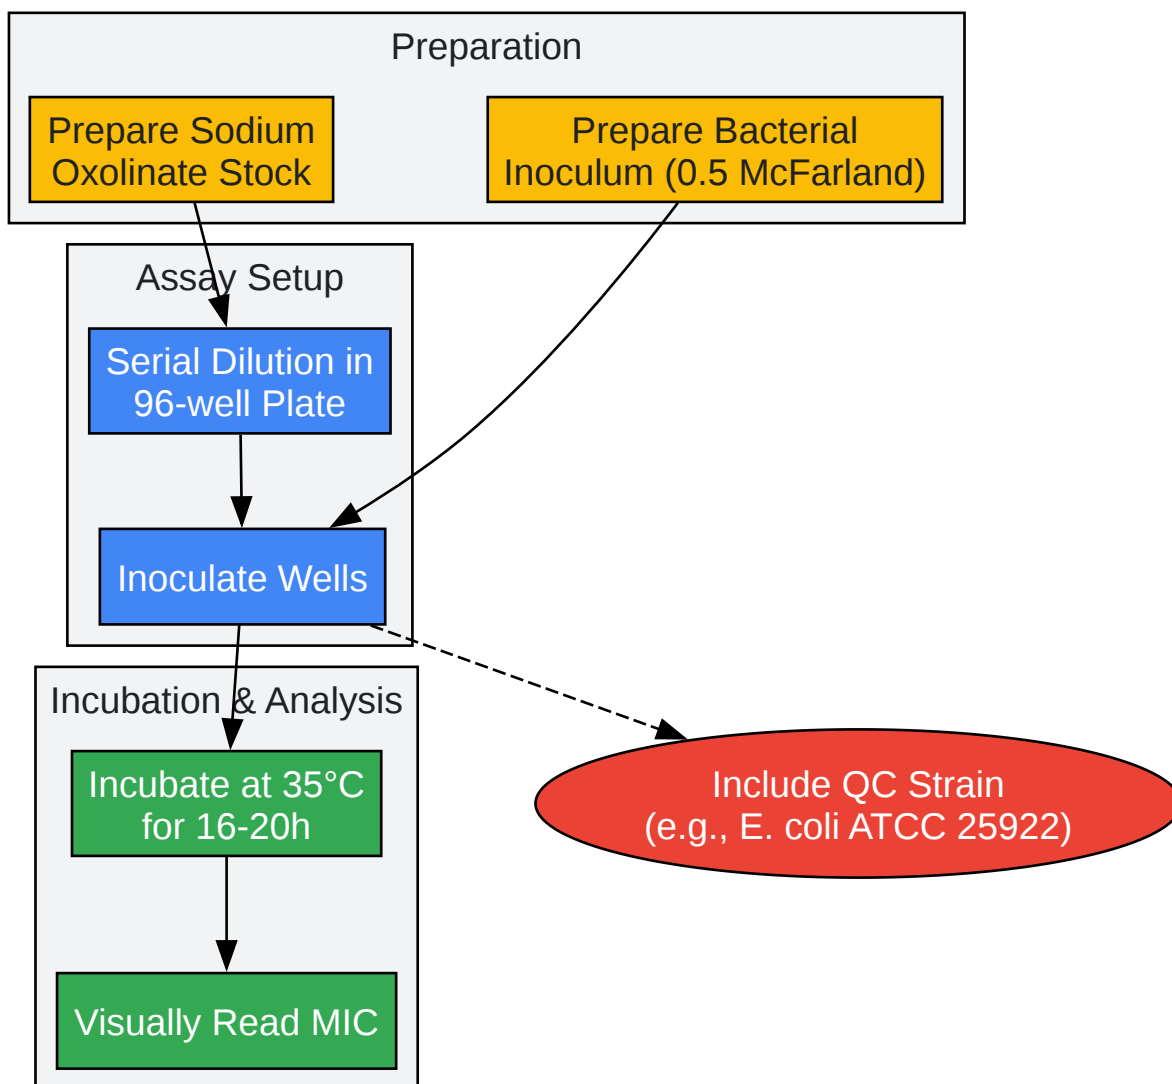 Preparation
Prepare Sodium
Oxolinate Stock
Prepare Bacterial
Inoculum (0.5 McFarland)
Assay Setup
Serial Dilution in
96-well Plate
Inoculate Wells
Incubation & Analysis
Incubate at 35°C
for 16-20h
Include QC Strain
(e.g., E. coli ATCC 25922)
Visually Read MIC